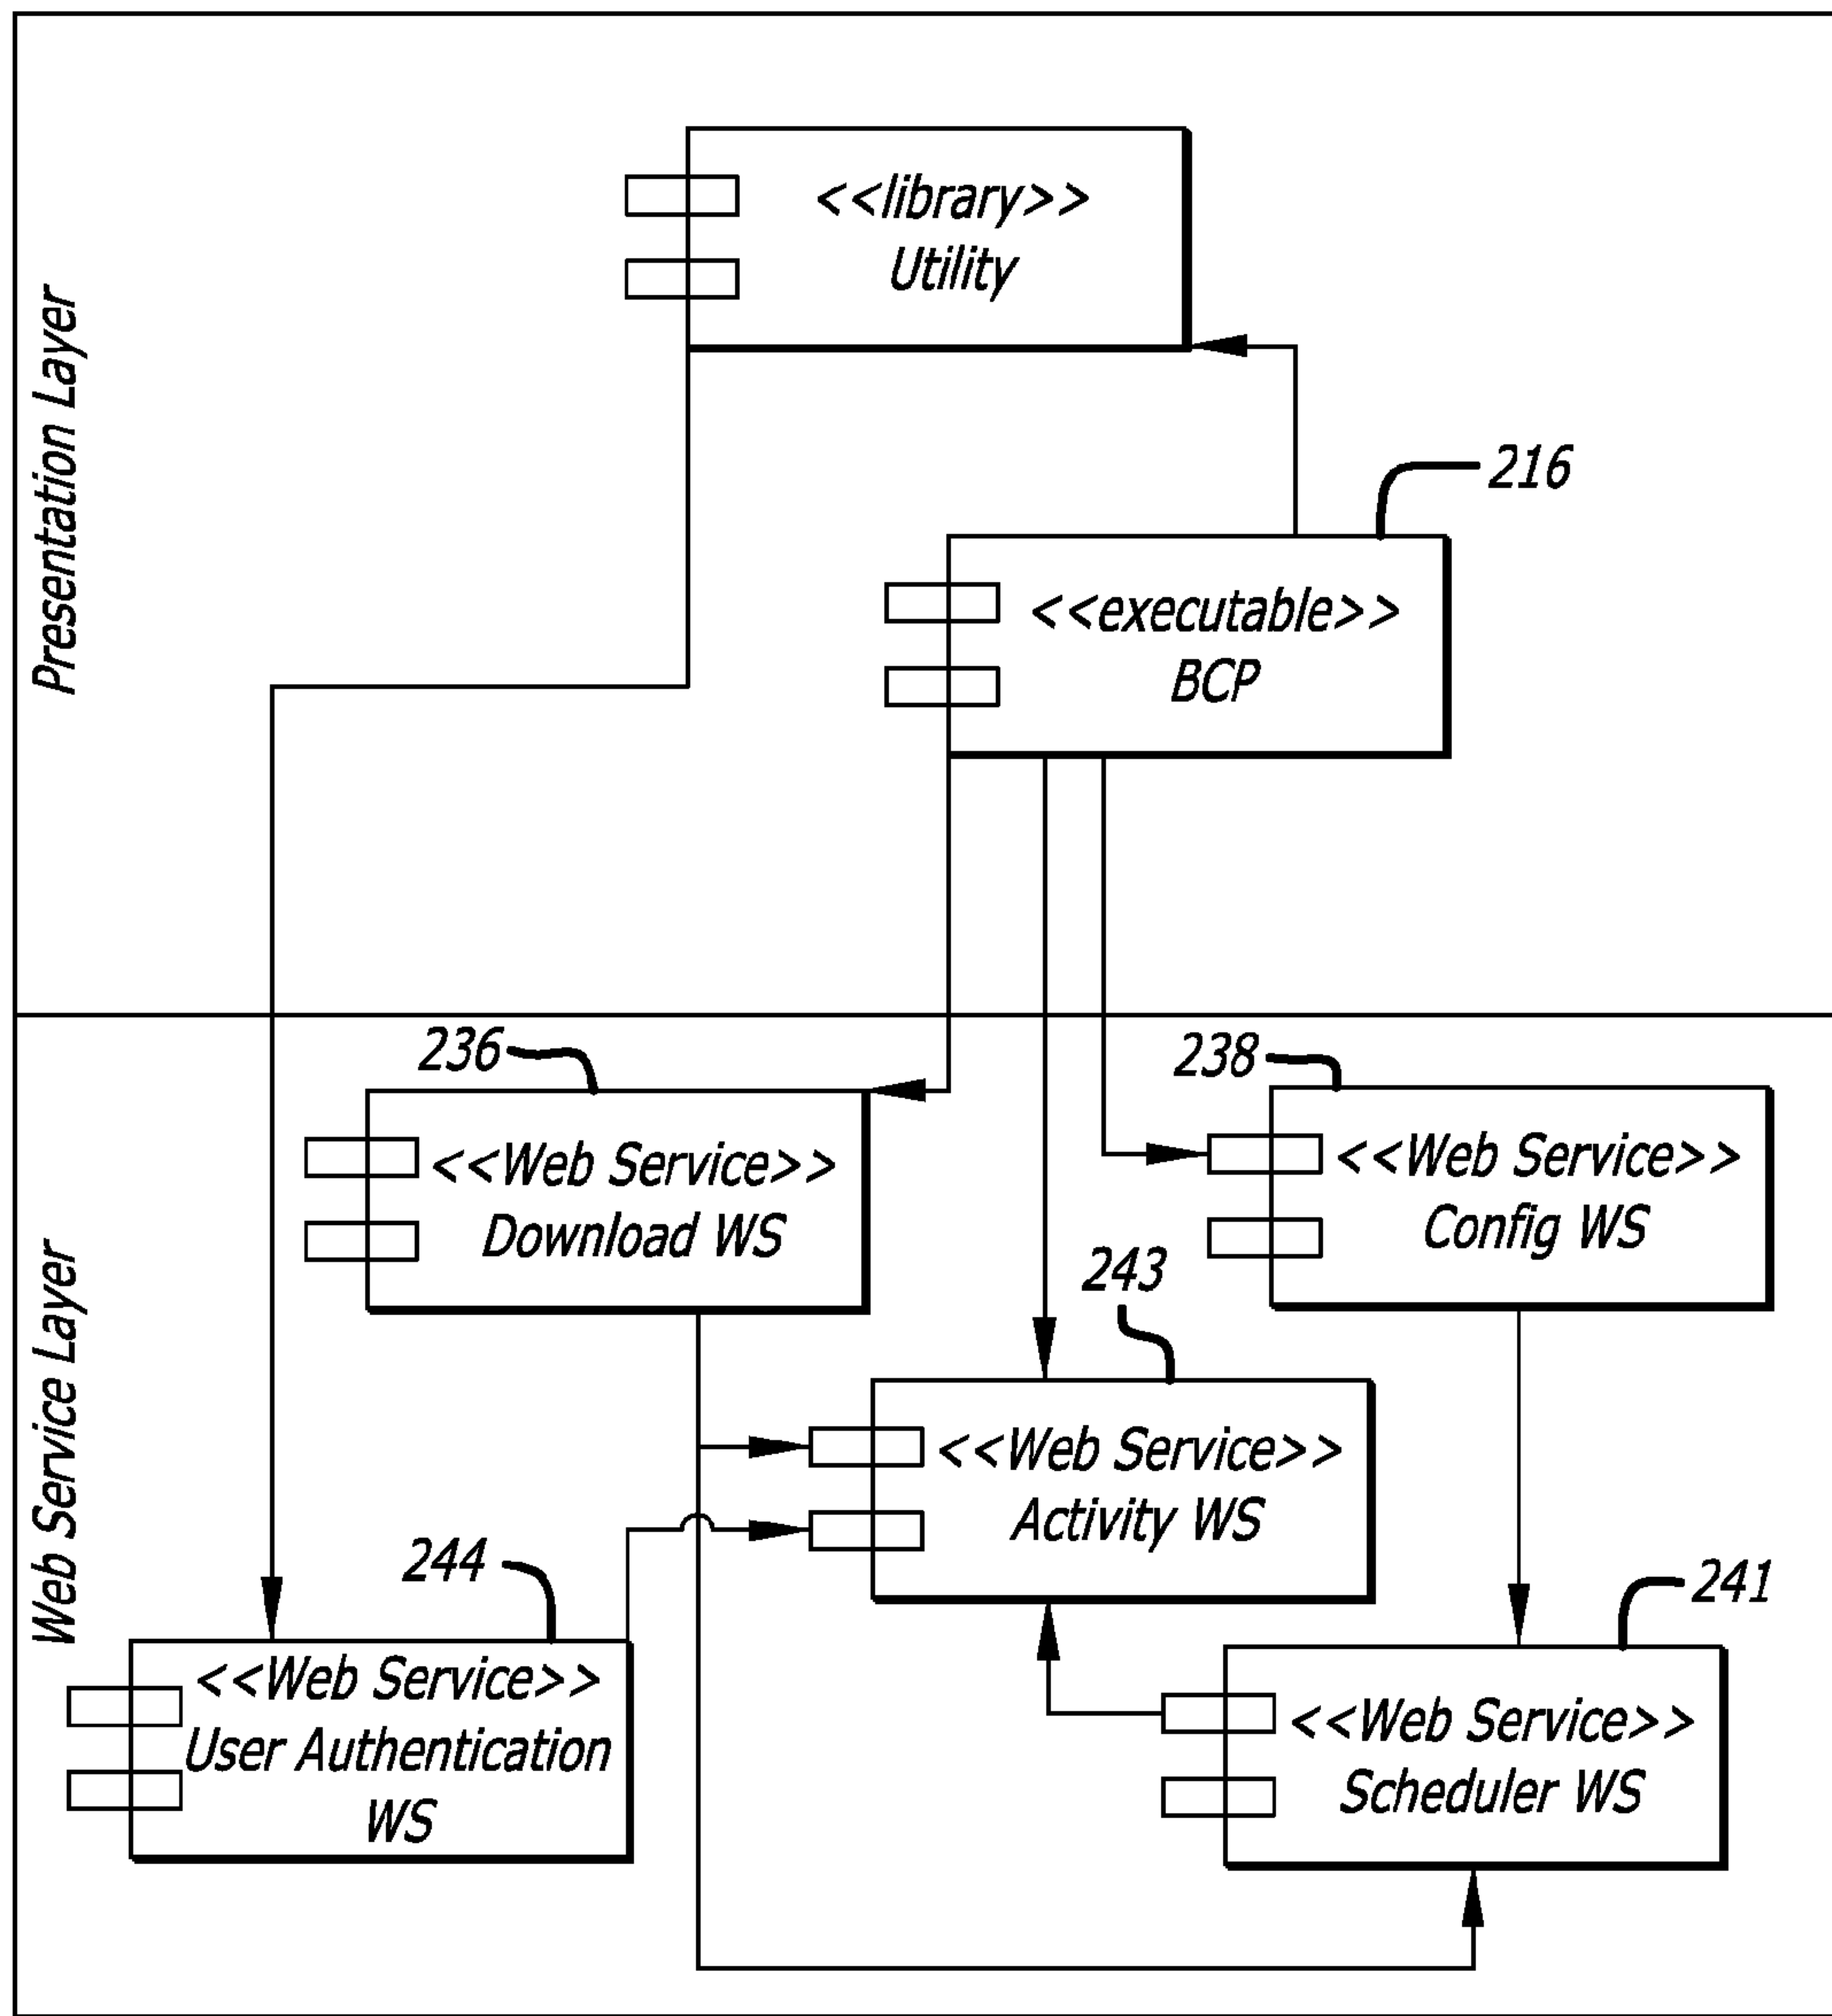 Presentation Layer
<<library>>
Utility
216
<<executable>>
BCP
Web Service Layer
236
<<Web Service>>
Download WS
238
<<Web Service>>
Config WS
243
<<Web Service>>
Activity WS
244
<<Web Service>>
User Authentication
WS
241
<<Web Service>>
Scheduler WS